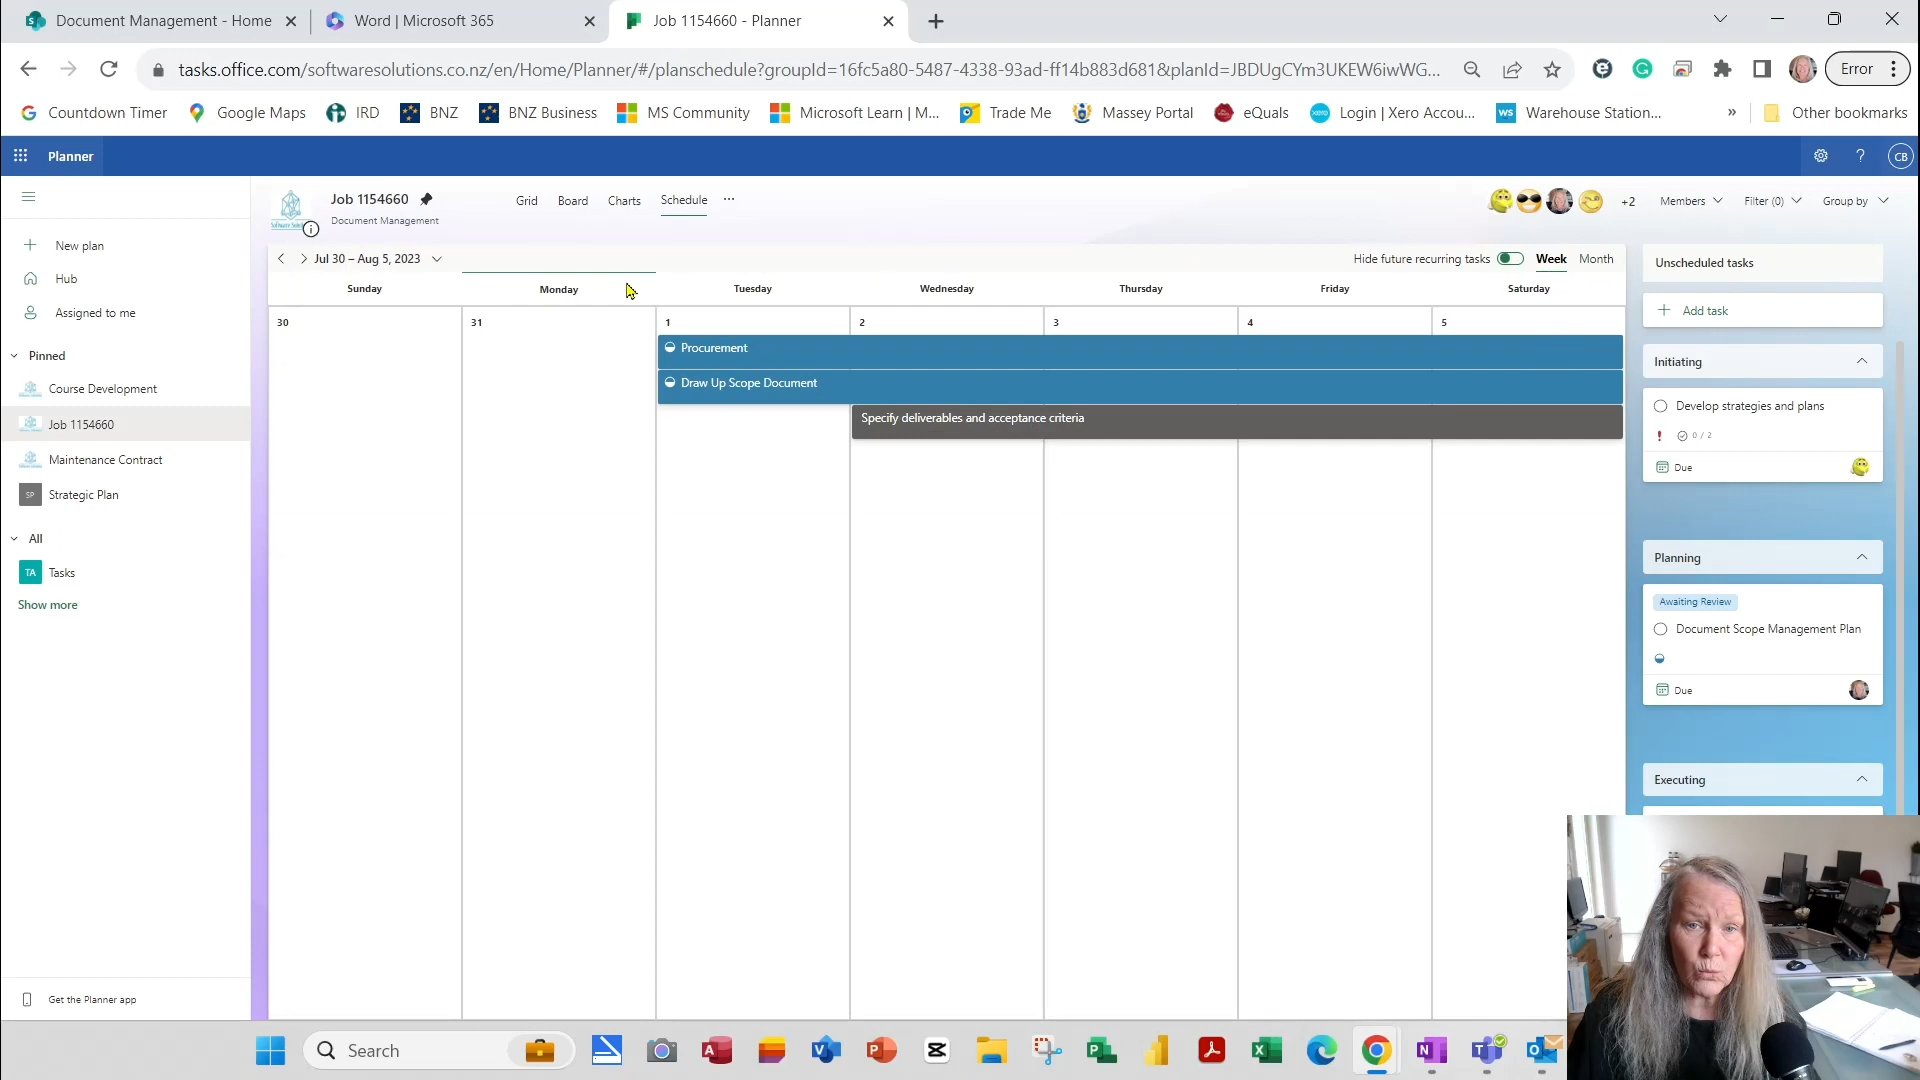 Document Management - Home
Word | Microsoft 365
Job 1154660 - Planner
tasks.office.com/softwaresolutions.co.nz/en/Home/Planner/#/planschedule?groupId=16fc5a80-5487-4338-93ad-ff14b883d681&planId=JBDUgCYm3UKEW6iwWG...
Error
Countdown Timer
Google Maps
IRD
BNZ
BNZ Business
MS Community
Microsoft Learn | M...
Trade Me
Massey Portal
eQuals
Login | Xero Accou...
WS
Warehouse Station...
»
Other bookmarks
Planner
?
CB
Job 1154660
Document Management
Grid
Board
Charts
Schedule
...
+2
Members
Filter (0)
Group by
New plan
Hub
Assigned to me
Pinned
Course Development
Job 1154660
Maintenance Contract
SP
Strategic Plan
All
TA
Tasks
Show more
Get the Planner app
Jul 30 – Aug 5, 2023
Hide future recurring tasks
Week
Month
Sunday
Monday
Tuesday
Wednesday
Thursday
Friday
Saturday
30
31
1
2
3
4
5
Procurement
Draw Up Scope Document
Specify deliverables and acceptance criteria
Unscheduled tasks
Add task
Initiating
Develop strategies and plans
0 / 2
Due
Planning
Awaiting Review
Document Scope Management Plan
Due
Executing
Search